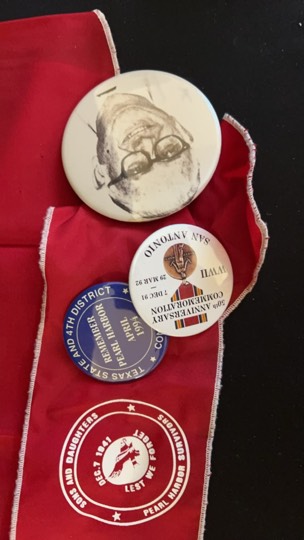 SAN ANTONIO
WWII
7 DEC 91 — 29 MAR 92
50th ANNIVERSARY
COMMEMORATION
TEXAS STATE AND 4TH DISTRICT
REMEMBER
PEARL HARBOR
APRIL
1994
SONS AND DAUGHTERS
PEARL HARBOR SURVIVORS
DEC. 7 1941
LEST WE FORGET